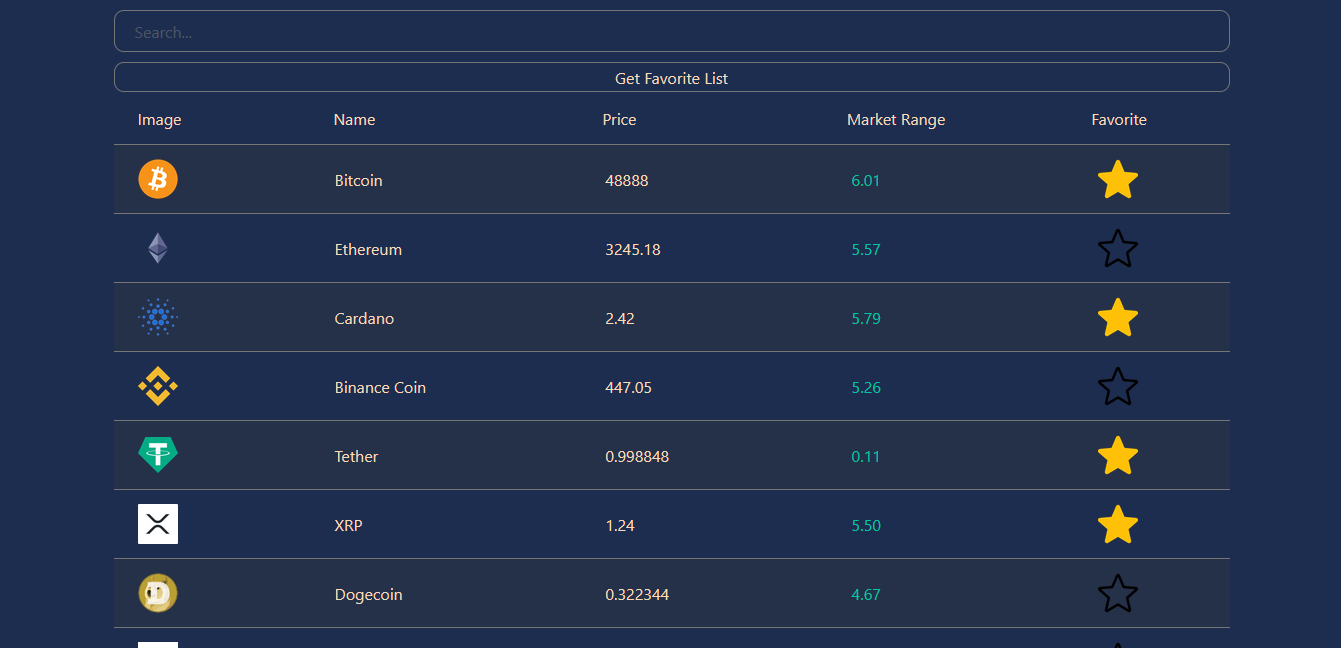 Search...
Get Favorite List
Image Name Price Market Range Favorite
Bitcoin 48888 6.01
Ethereum 3245.18 5.57
Cardano 2.42 5.79
Binance Coin 447.05 5.26
Tether 0.998848 0.11
XRP 1.24 5.50
Dogecoin 0.322344 4.67